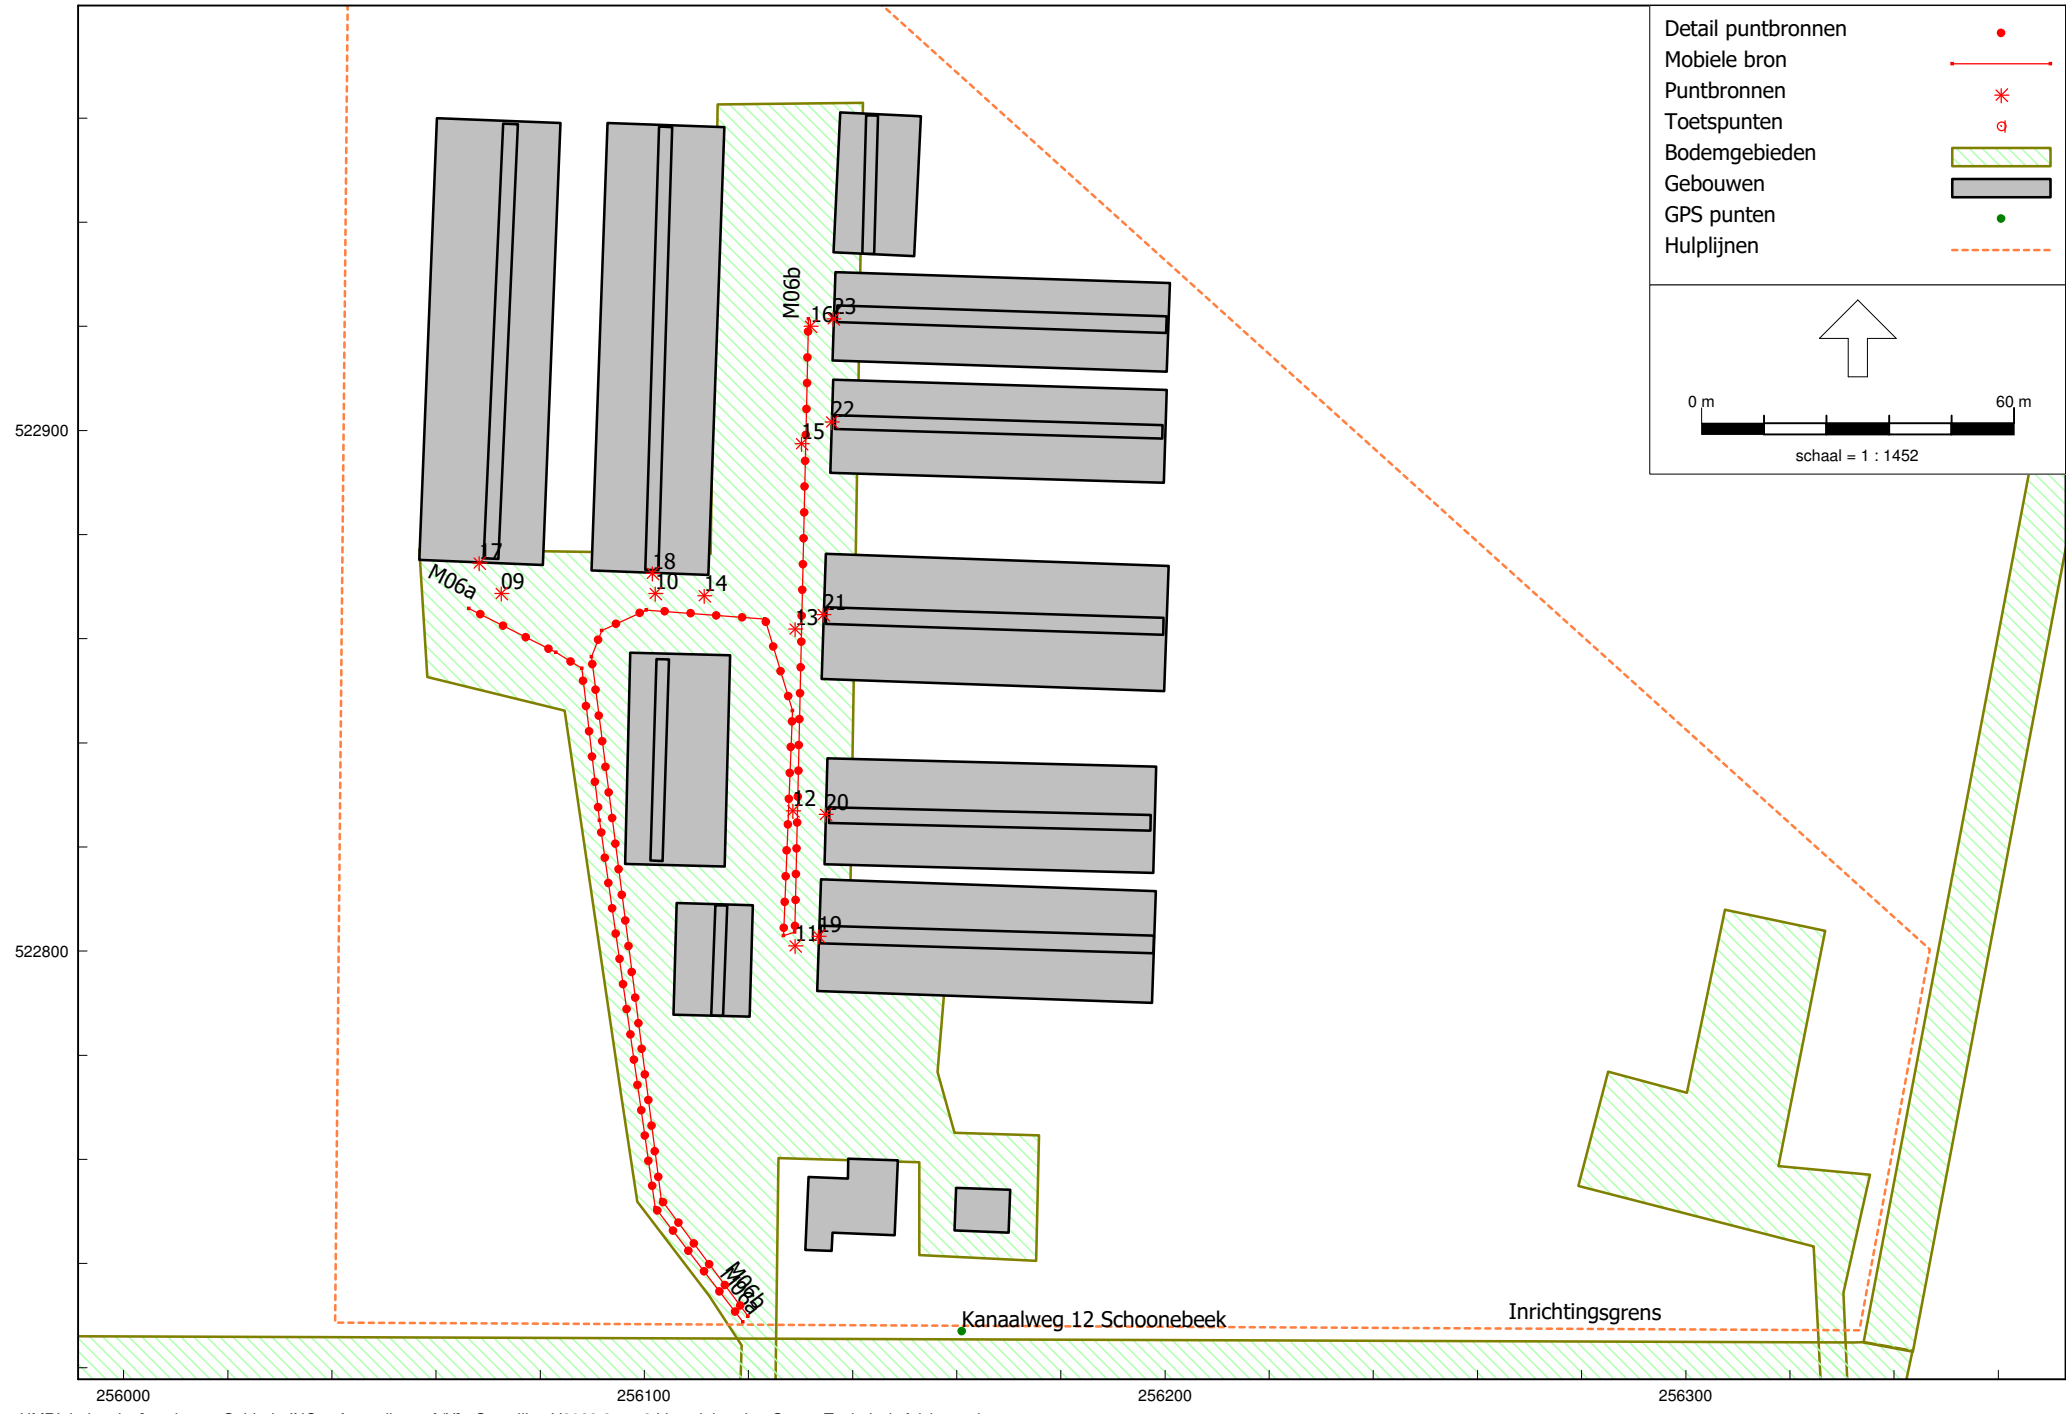 Detail puntbronnen
Mobiele bron
Puntbronnen
Toetspunten
Bodemgebieden
Gebouwen
GPS punten
Hulplijnen
0 m 60 m
schaal = 1 : 1452
M06b
16 23
22
15
522900
17
18
M06a
09 10 14
13 21
12 20
19
11
522800
M06b
M06a
Kanaalweg 12 Schoonebeek
Inrichtingsgrens
256000 256100 256200 256300